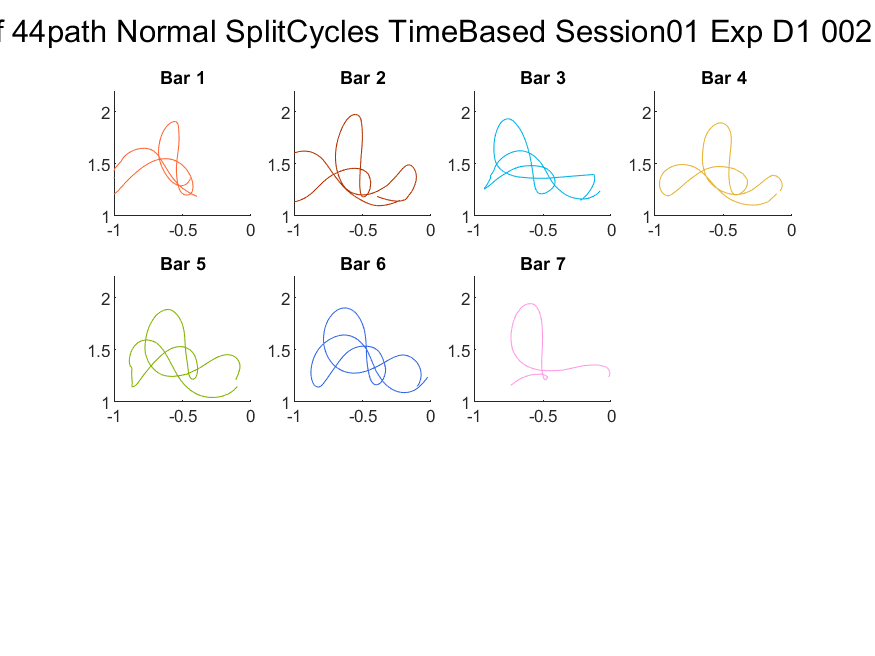 44path Normal SplitCycles TimeBased Session01 Exp D1 002
Bar 1 Bar 2 Bar 3 Bar 4
2 2 2 2
1.5 1.5 1.5 1.5
1 1 1 1
-1 -0.5 0 -1 -0.5 0 -1 -0.5 0 -1 -0.5 0
Bar 5 Bar 6 Bar 7
2 2 2
1.5 1.5 1.5
1 1 1
-1 -0.5 0 -1 -0.5 0 -1 -0.5 0